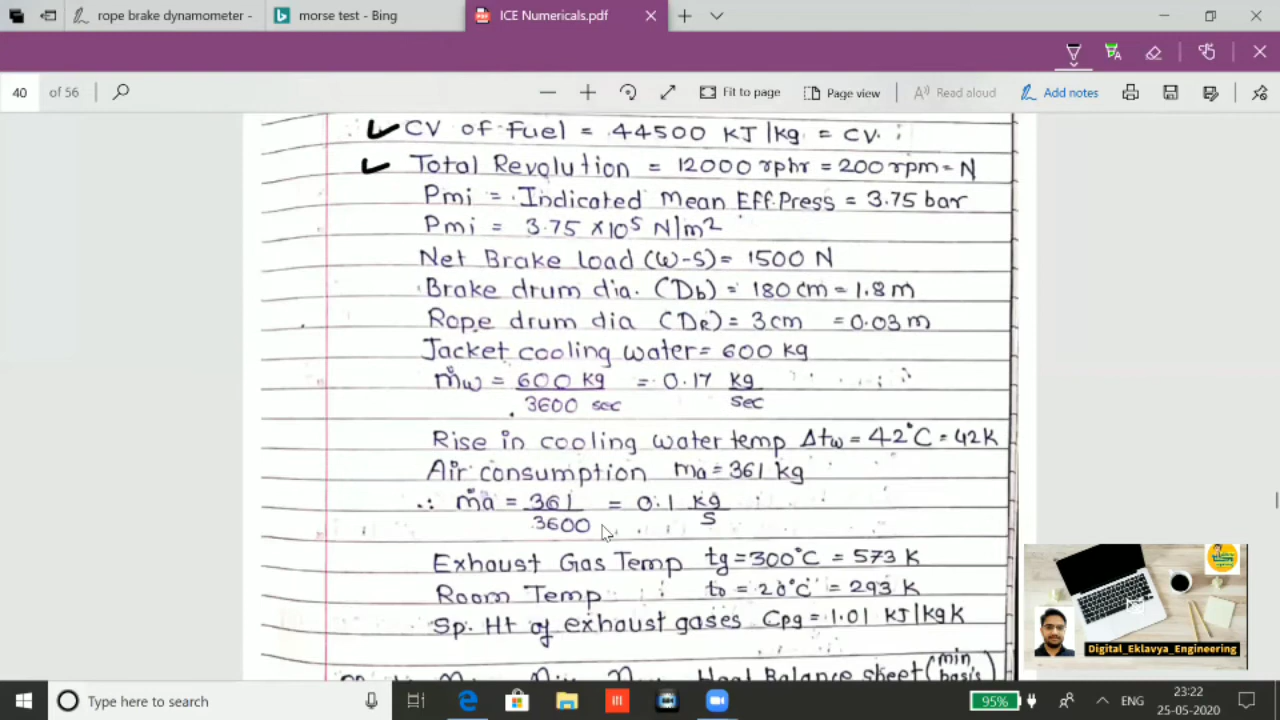 rope brake dynamometer -
morse test - Bing
ICE Numericals.pdf
40 of 56
Fit to page
Page view
Read aloud
Add notes
CV of Fuel = 44500 KJ/kg = CV
Total Revolution = 12000 rphr = 200 rpm = N
Pmi = Indicated Mean Eff.Press = 3.75 bar
Pmi = 3.75 ×10⁵ N/m²
Net Brake load (W-S) = 1500 N
Brake drum dia. (Db) = 180 cm = 1.8 m
Rope drum dia (DR) = 3 cm = 0.03 m
Jacket cooling water = 600 kg
ṁw = 600 kg / 3600 sec = 0.17 kg/sec
Rise in cooling water temp Δtw = 42°C = 42K
Air consumption ma = 361 kg
∴ ṁa = 361 / 3600 = 0.1 kg/s
Exhaust Gas Temp tg = 300°C = 573 K
Room Temp to = 20°C = 293 K
Sp. Ht of exhaust gases Cpg = 1.01 KJ/kgK
Heat Balance sheet (min basis)
Digital_Eklavya_Engineering
Type here to search
95%
ENG
23:22
25-05-2020